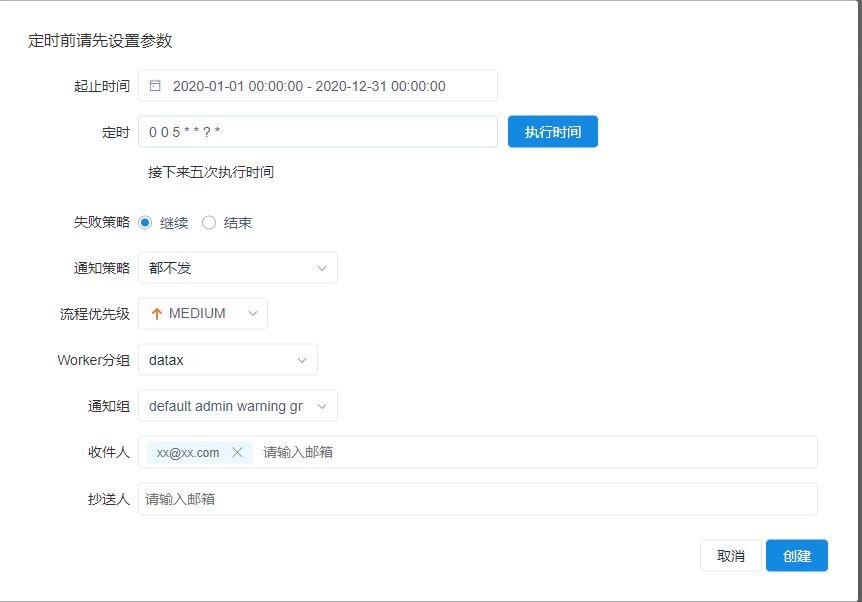 定时前请先设置参数
起止时间 2020-01-01 00:00:00 - 2020-12-31 00:00:00
定时 0 0 5 * * ? * 执行时间
接下来五次执行时间
失败策略 继续 结束
通知策略 都不发
流程优先级 MEDIUM
Worker分组 datax
通知组 default admin warning gr
收件人 xx@xx.com 请输入邮箱
抄送人 请输入邮箱
取消 创建